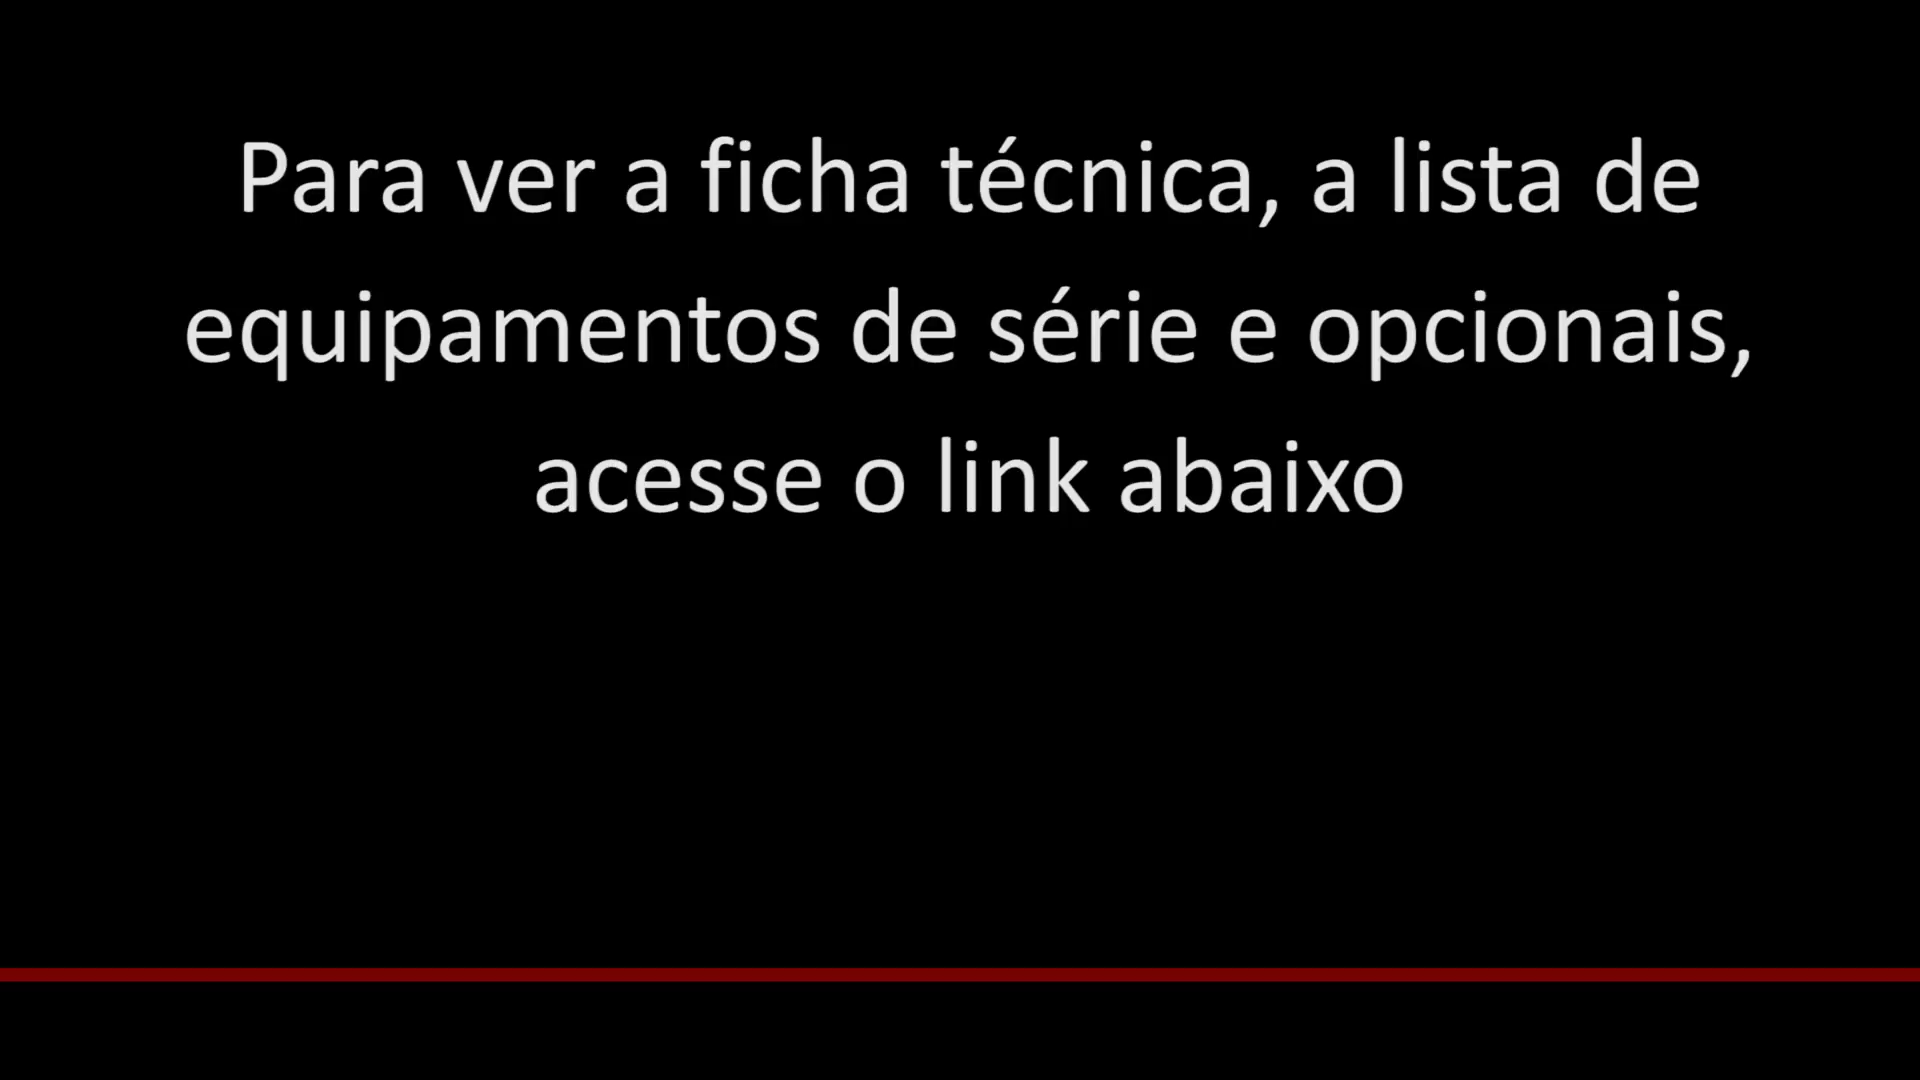 Para ver a ficha técnica, a lista de
equipamentos de série e opcionais,
acesse o link abaixo